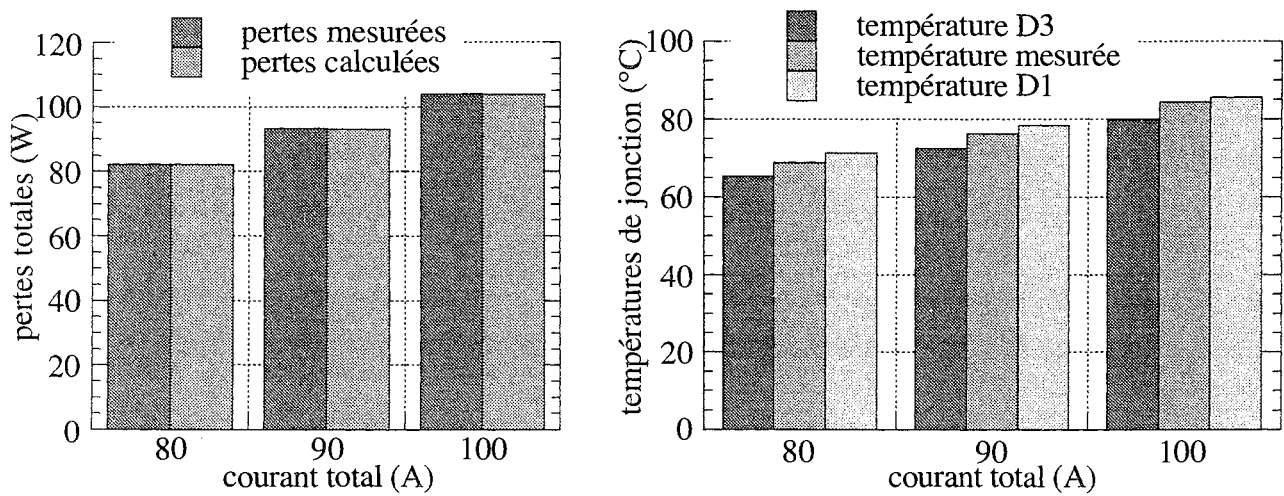 pertes mesurées
pertes calculées
pertes totales (W)
120
100
80
60
40
20
0
80
90
100
courant total (A)
température D3
température mesurée
température D1
températures de jonction (°C)
100
80
60
40
20
0
80
90
100
courant total (A)